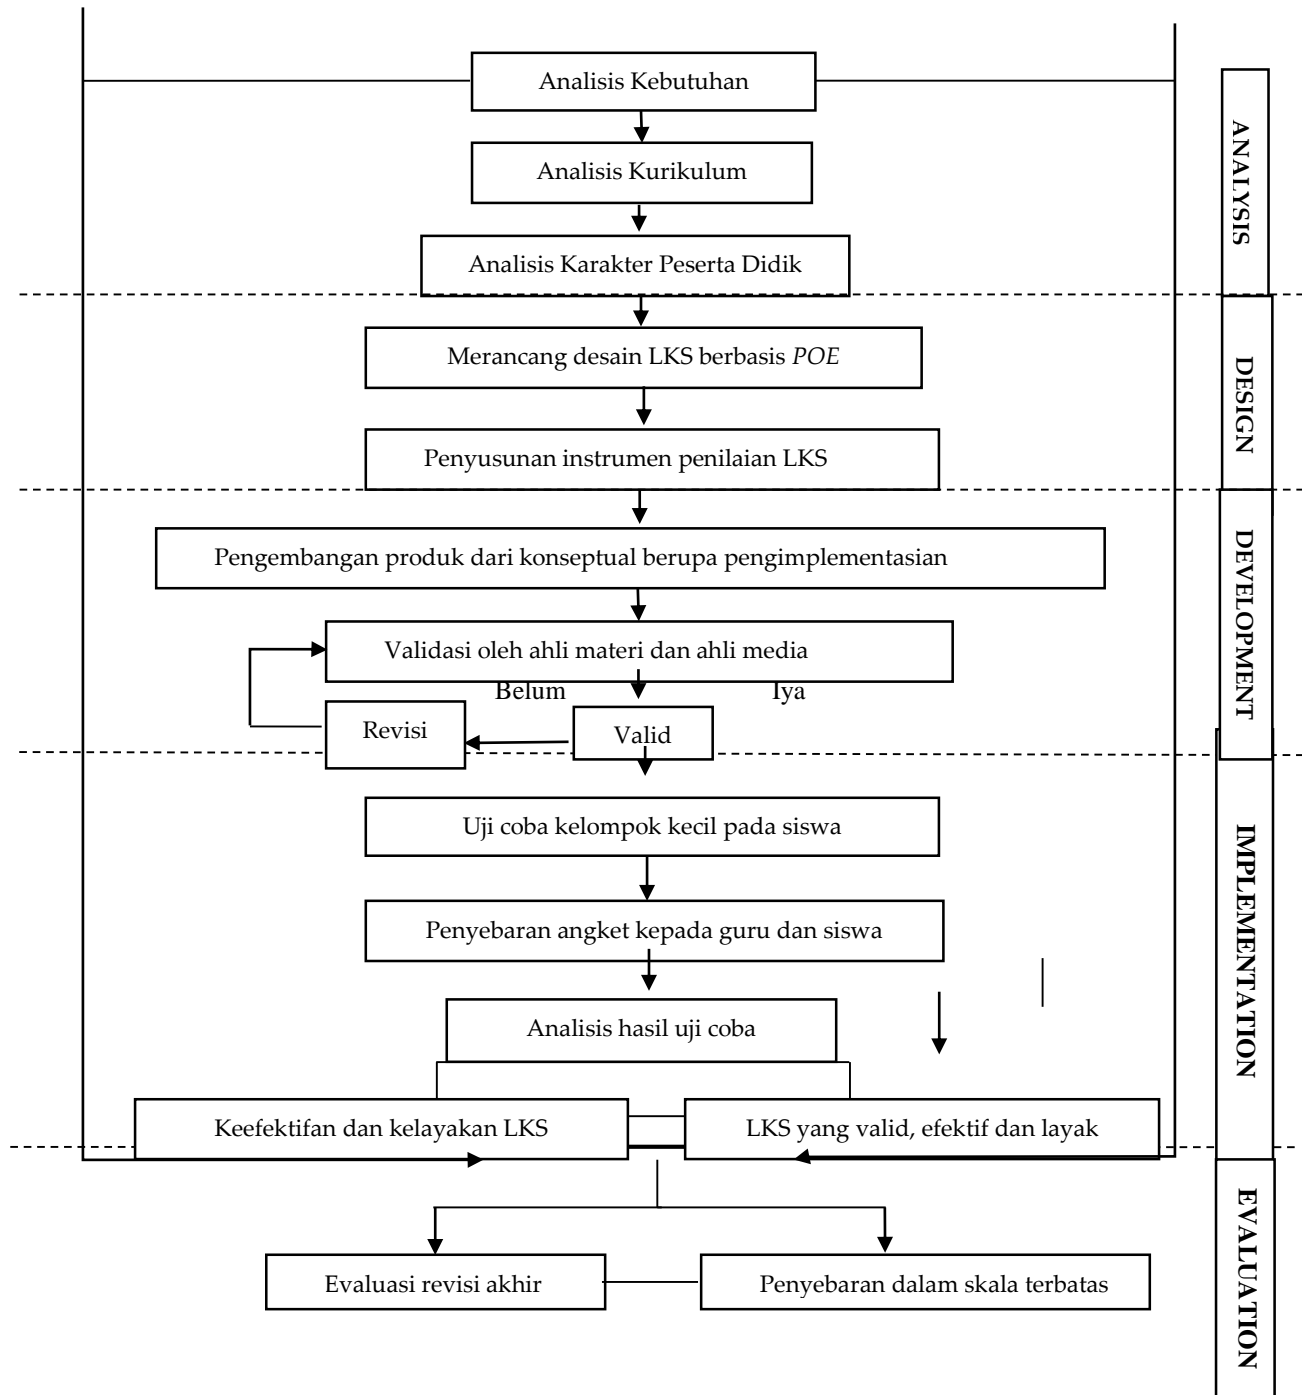 Analisis Kebutuhan
Analisis Kurikulum
Analisis Karakter Peserta Didik
ANALYSIS
Merancang desain LKS berbasis POE
Penyusunan instrumen penilaian LKS
DESIGN
Pengembangan produk dari konseptual berupa pengimplementasian
Validasi oleh ahli materi dan ahli media
Belum
Iya
Revisi
Valid
DEVELOPMENT
Uji coba kelompok kecil pada siswa
Penyebaran angket kepada guru dan siswa
Analisis hasil uji coba
Keefektifan dan kelayakan LKS
LKS yang valid, efektif dan layak
IMPLEMENTATION
Evaluasi revisi akhir
Penyebaran dalam skala terbatas
EVALUATION